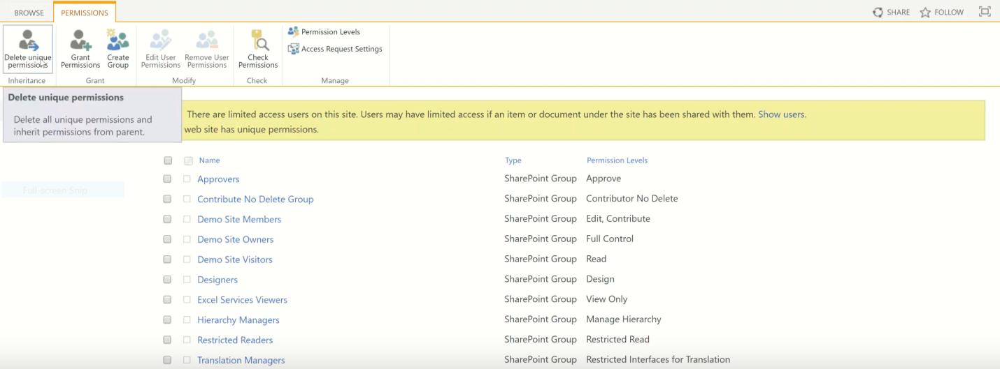 BROWSE PERMISSIONS SHARE FOLLOW
Delete unique permissions
Grant Permissions
Create Group
Edit User Permissions
Remove User Permissions
Check Permissions
Permission Levels
Access Request Settings
Inheritance Grant Modify Check Manage
Delete unique permissions
Delete all unique permissions and
inherit permissions from parent.
There are limited access users on this site. Users may have limited access if an item or document under the site has been shared with them. Show users.
web site has unique permissions.
Name Type Permission Levels
Approvers SharePoint Group Approve
Contribute No Delete Group SharePoint Group Contributor No Delete
Demo Site Members SharePoint Group Edit, Contribute
Demo Site Owners SharePoint Group Full Control
Demo Site Visitors SharePoint Group Read
Full-screen Snip
Designers SharePoint Group Design
Excel Services Viewers SharePoint Group View Only
Hierarchy Managers SharePoint Group Manage Hierarchy
Restricted Readers SharePoint Group Restricted Read
Translation Managers SharePoint Group Restricted Interfaces for Translation